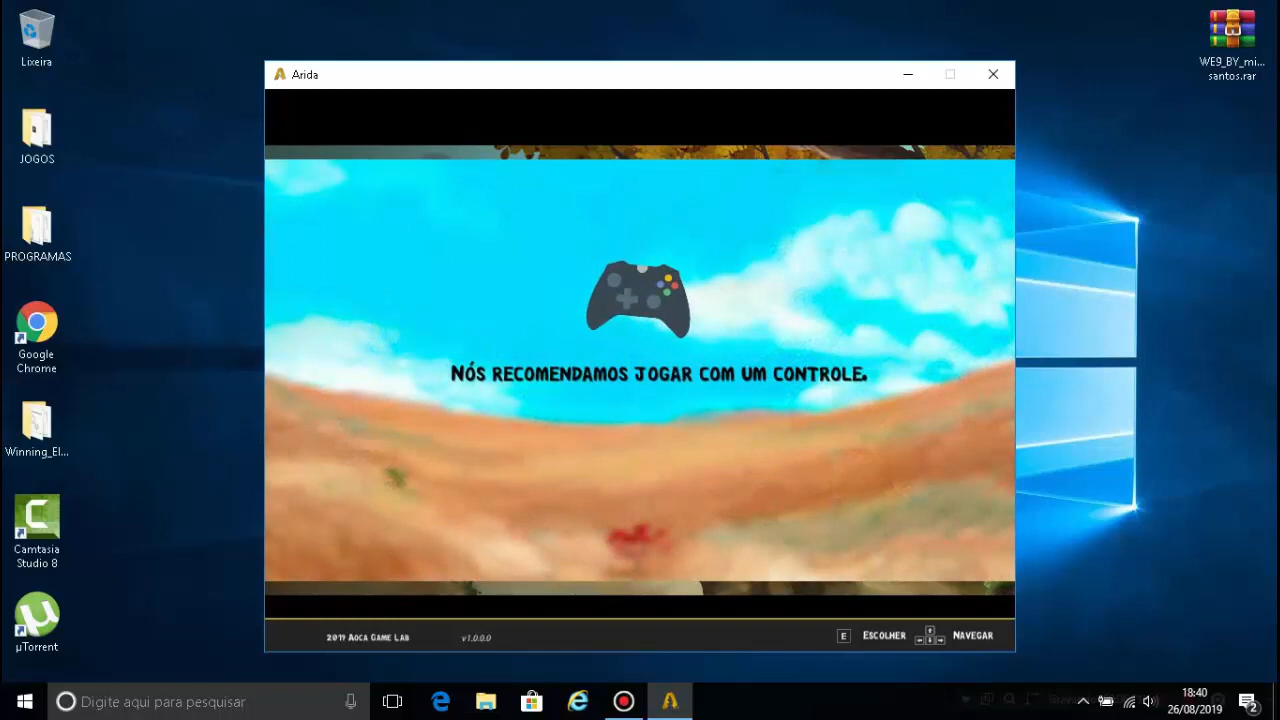 Lixeira
JOGOS
PROGRAMAS
Google
Chrome
Winning_El...
Camtasia
Studio 8
µTorrent
WE9_BY_mi...
santos.rar
Arida
NÓS RECOMENDAMOS JOGAR COM UM CONTROLE.
2019 AOCA GAME LAB
v1.0.0.0
E ESCOLHER
NAVEGAR
Digite aqui para pesquisar
18:40
26/08/2019
2